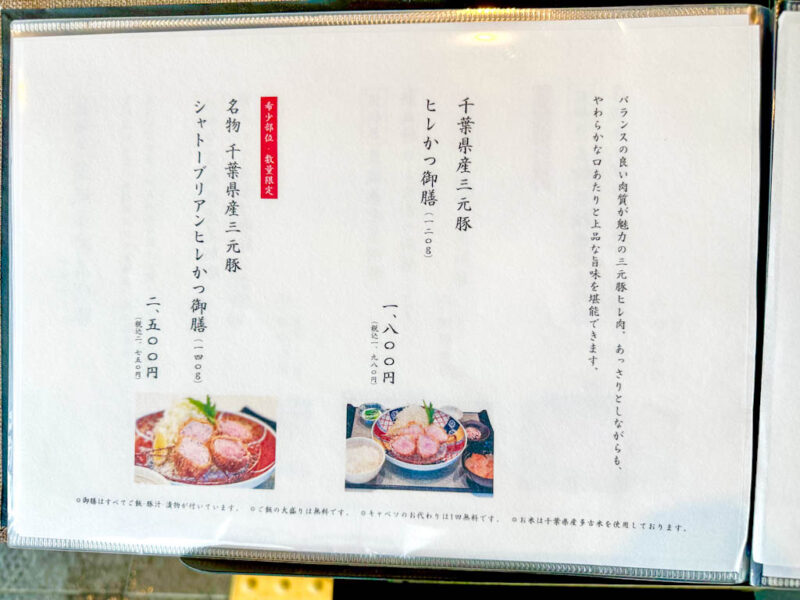 バランスの良い肉質が魅力の三元豚ヒレ肉、あっさりとしながらも、
やわらかな口あたりと上品な旨味を堪能できます。
千葉県産三元豚
ヒレかつ御膳(一二〇g)
一、八〇〇円
(税込一、九八〇円)
希少部位・数量限定
名物 千葉県産三元豚
シャトーブリアンヒレかつ御膳(一四〇g)
二、五〇〇円
(税込二、七五〇円)
○御膳はすべてご飯・豚汁・漬物が付いています。 ○ご飯の大盛りは無料です。 ○キャベツのお代わりは1回無料です。 ○お米は千葉県産多古米を使用しております。